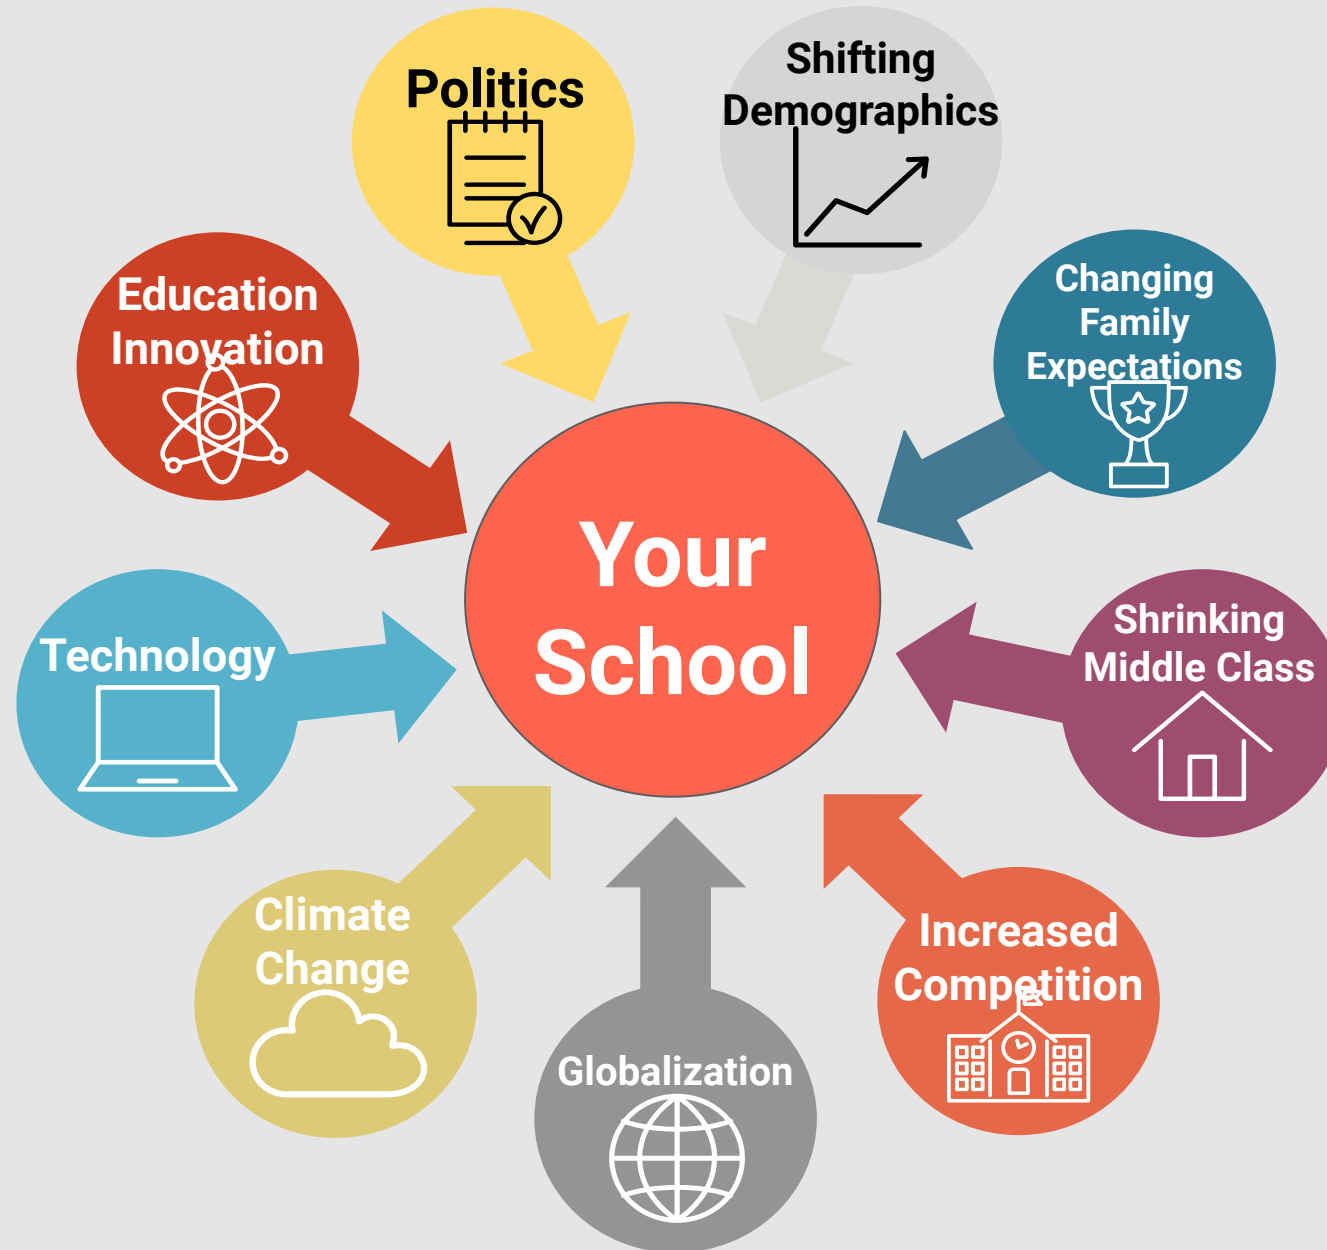 Politics
Shifting
Demographics
Education
Innovation
Changing
Family
Expectations
Your
School
Technology
Shrinking
Middle Class
Climate
Change
Increased
Competition
Globalization